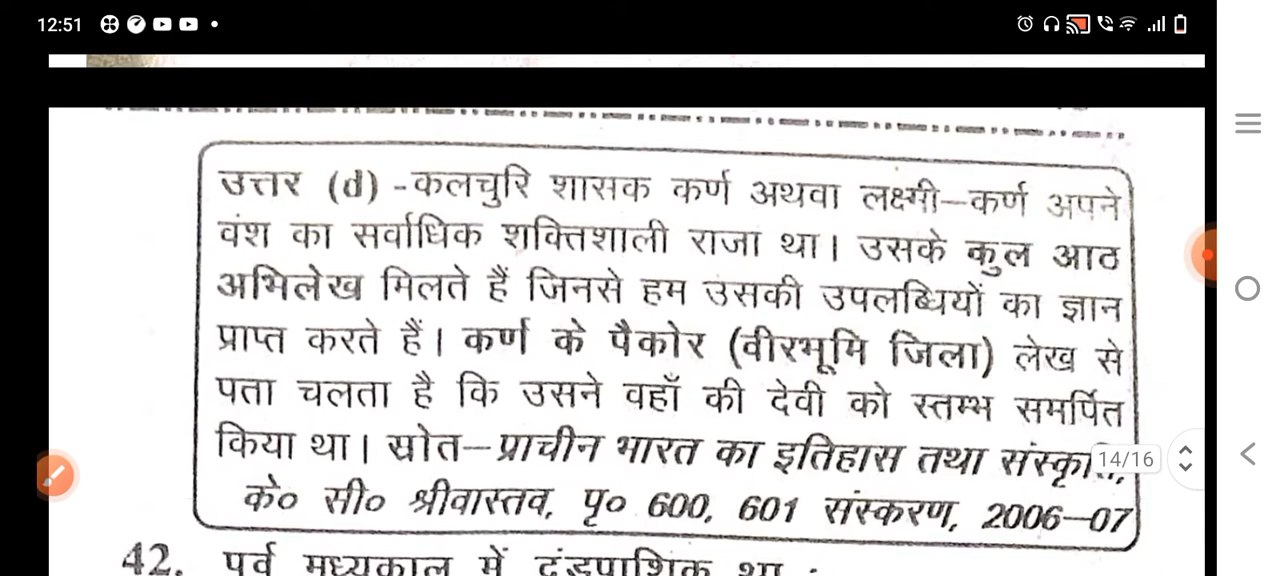 12:51
उत्तर (d) -कलचुरि शासक कर्ण अथवा लक्ष्मी–कर्ण अपने
वंश का सर्वाधिक शक्तिशाली राजा था। उसके कुल आठ
अभिलेख मिलते हैं जिनसे हम उसकी उपलब्धियों का ज्ञान
प्राप्त करते हैं। कर्ण के पैकोर (वीरभूमि जिला) लेख से
पता चलता है कि उसने वहाँ की देवी को स्तम्भ समर्पित
किया था। स्रोत–प्राचीन भारत का इतिहास तथा
14/16
के० सी० श्रीवास्तव, पृ० 600, 601 संस्करण, 2006–07
42. पूर्व मध्यकाल में दंडपाशिक था :